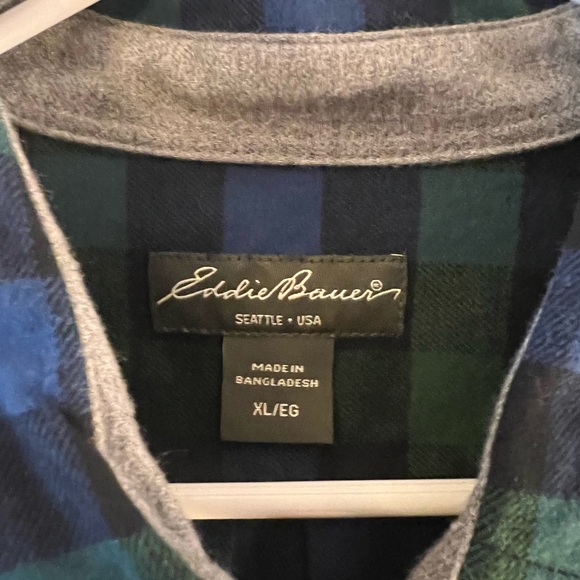 Eddie Bauer®
SEATTLE • USA
MADE IN
BANGLADESH
XL/EG